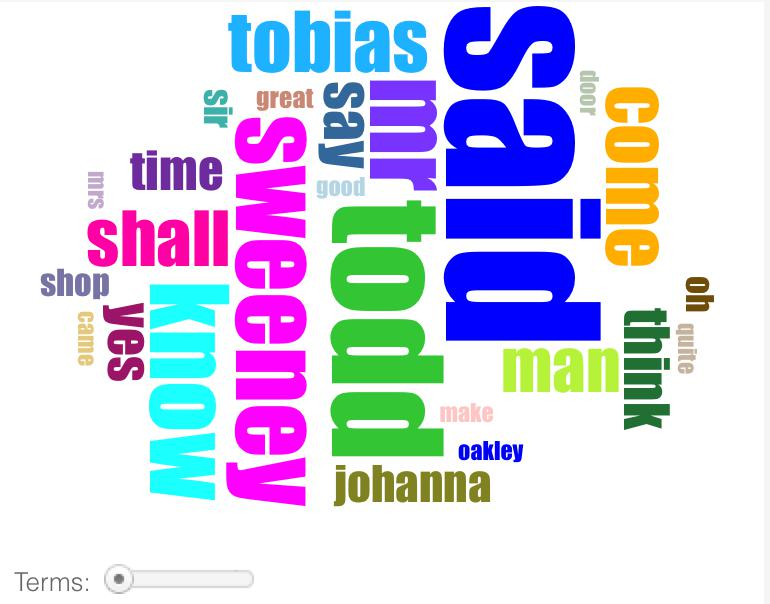 tobias
said
door
sir
great
say
mr
come
sweeney
time
good
mrs
todd
shall
shop
know
oh
yes
came
think
quite
man
make
oakley
johanna
Terms: